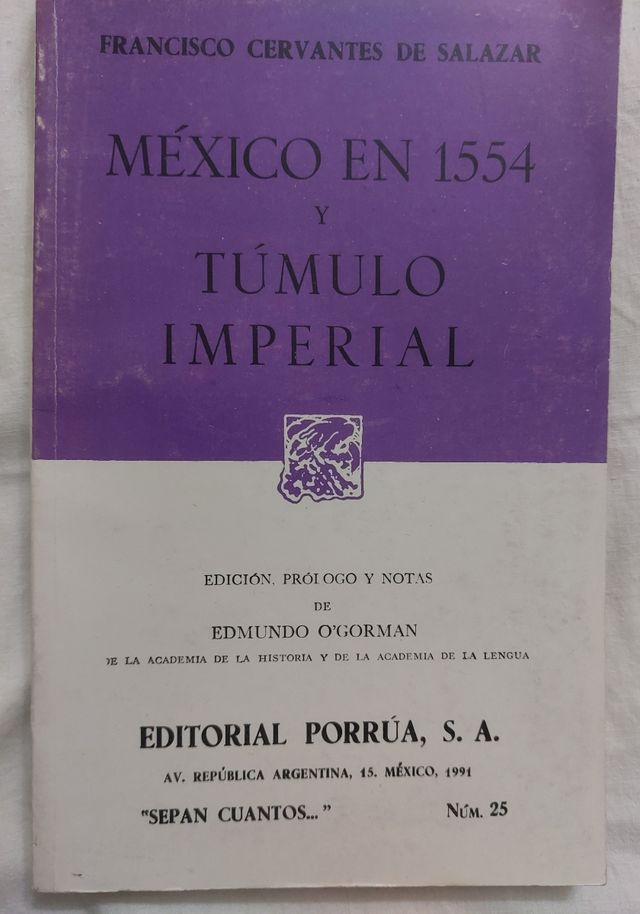 FRANCISCO CERVANTES DE SALAZAR
MÉXICO EN 1554
Y
TÚMULO
IMPERIAL
EDICIÓN, PRÓLOGO Y NOTAS
DE
EDMUNDO O'GORMAN
DE LA ACADEMIA DE LA HISTORIA Y DE LA ACADEMIA DE LA LENGUA
EDITORIAL PORRÚA, S. A.
AV. REPÚBLICA ARGENTINA, 15. MÉXICO, 1991
"SEPAN CUANTOS..." NÚM. 25